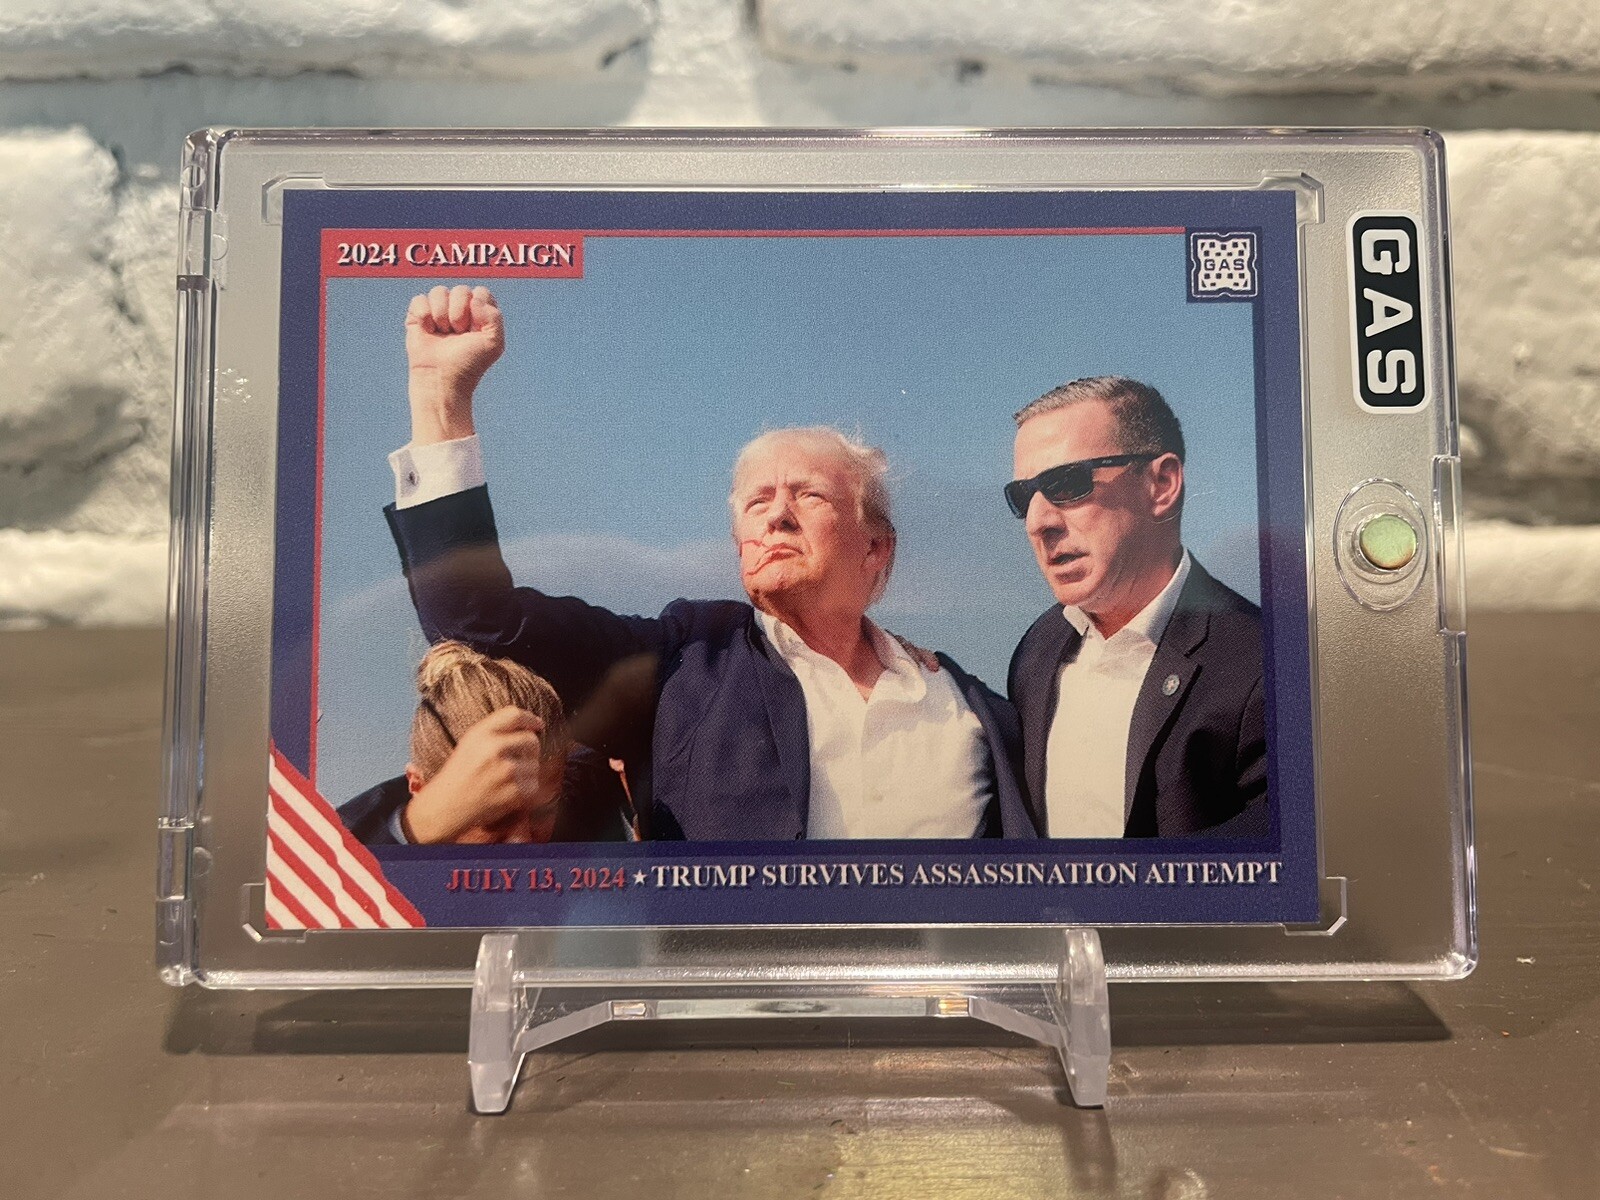 2024 CAMPAIGN
GAS
GAS
JULY 13, 2024 ★ TRUMP SURVIVES ASSASSINATION ATTEMPT